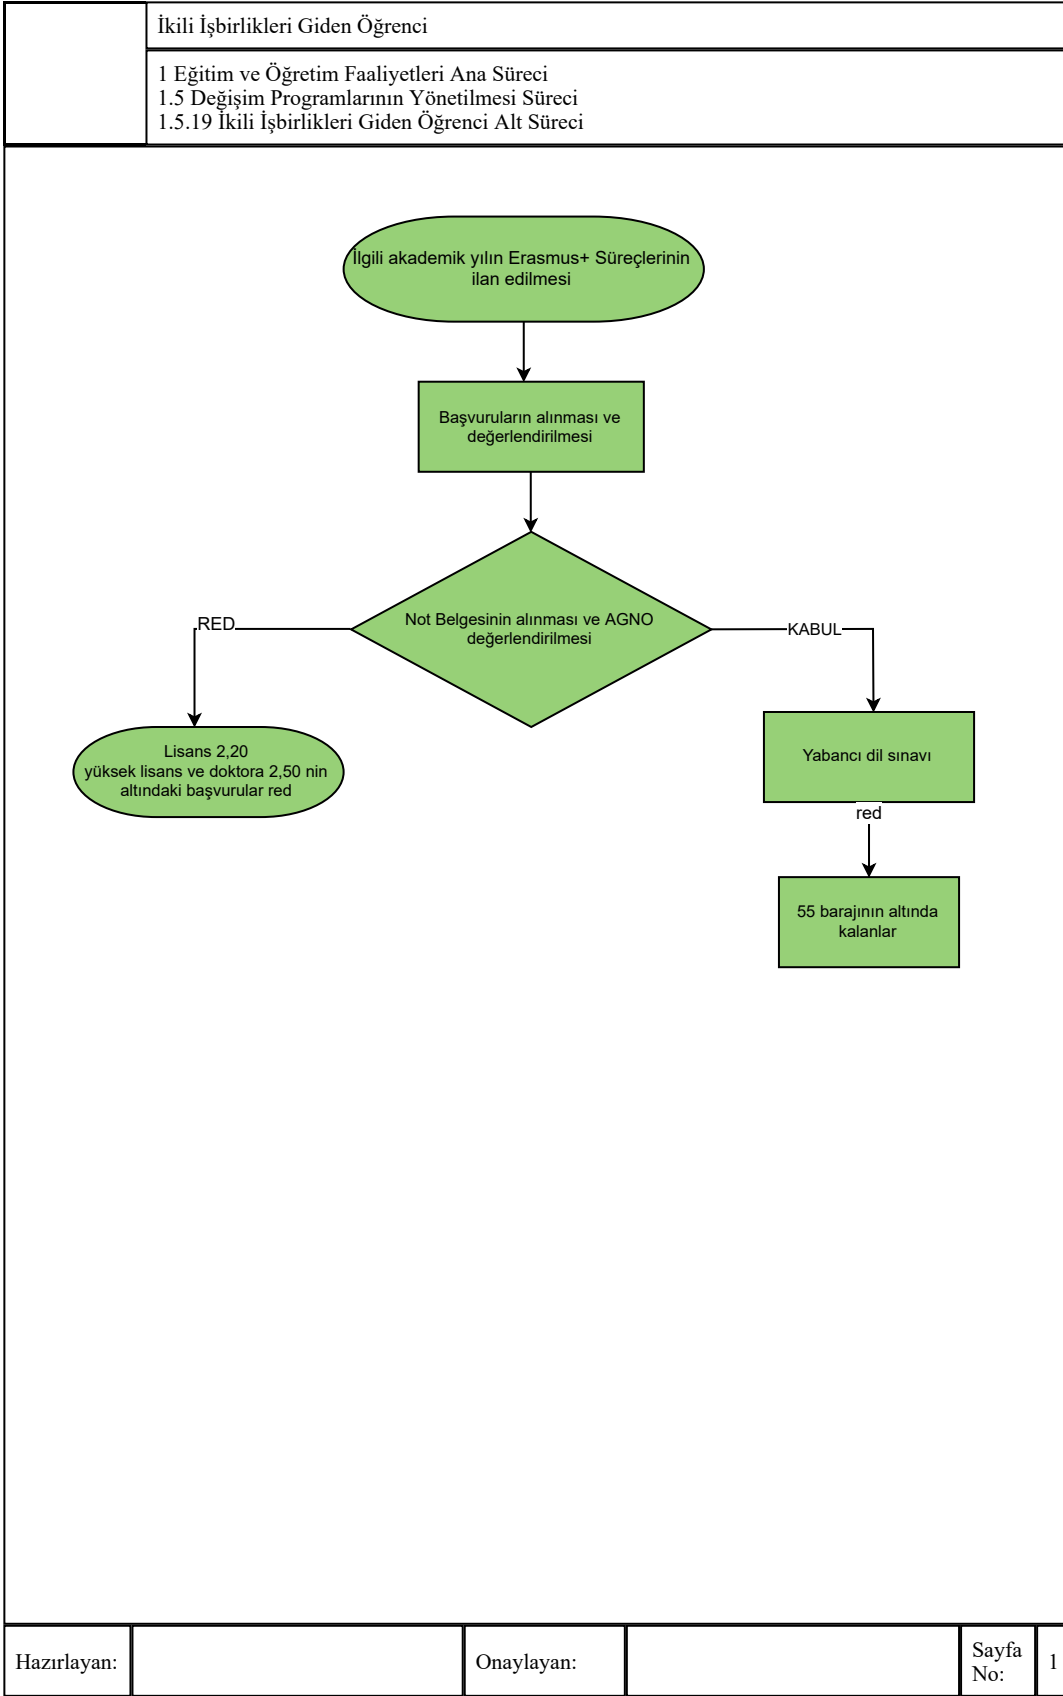 İkili İşbirlikleri Giden Öğrenci
1 Eğitim ve Öğretim Faaliyetleri Ana Süreci
1.5 Değişim Programlarının Yönetilmesi Süreci
1.5.19 İkili İşbirlikleri Giden Öğrenci Alt Süreci
İlgili akademik yılın Erasmus+ Süreçlerinin
ilan edilmesi
Başvuruların alınması ve
değerlendirilmesi
Not Belgesinin alınması ve AGNO
değerlendirilmesi
RED
KABUL
Lisans 2,20
yüksek lisans ve doktora 2,50 nin
altındaki başvurular red
Yabancı dil sınavı
red
55 barajının altında
kalanlar
Hazırlayan:
Onaylayan:
Sayfa
No:
1